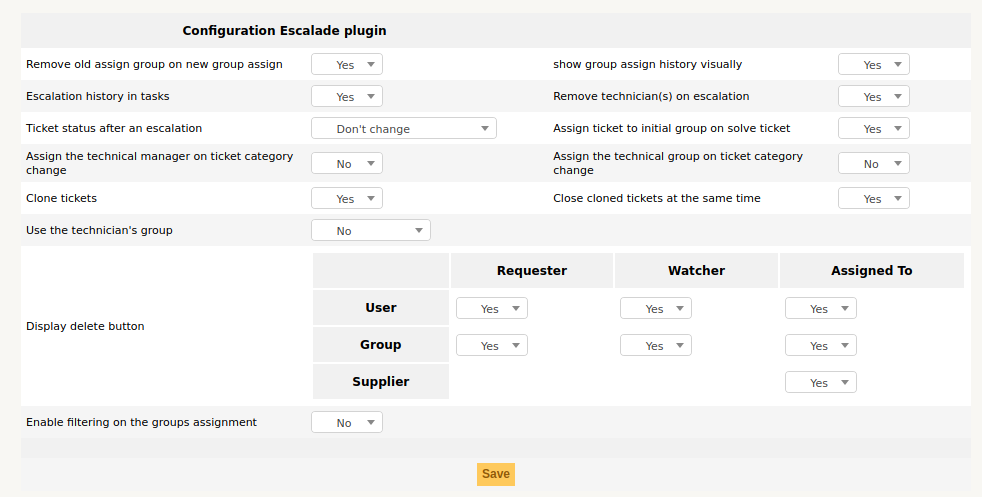 Configuration Escalade plugin
Remove old assign group on new group assign Yes show group assign history visually Yes
Escalation history in tasks Yes Remove technician(s) on escalation Yes
Ticket status after an escalation Don't change Assign ticket to initial group on solve ticket Yes
Assign the technical manager on ticket category change No Assign the technical group on ticket category change No
Clone tickets Yes Close cloned tickets at the same time Yes
Use the technician's group No
Requester Watcher Assigned To
User Yes Yes Yes
Display delete button
Group Yes Yes Yes
Supplier Yes
Enable filtering on the groups assignment No
Save